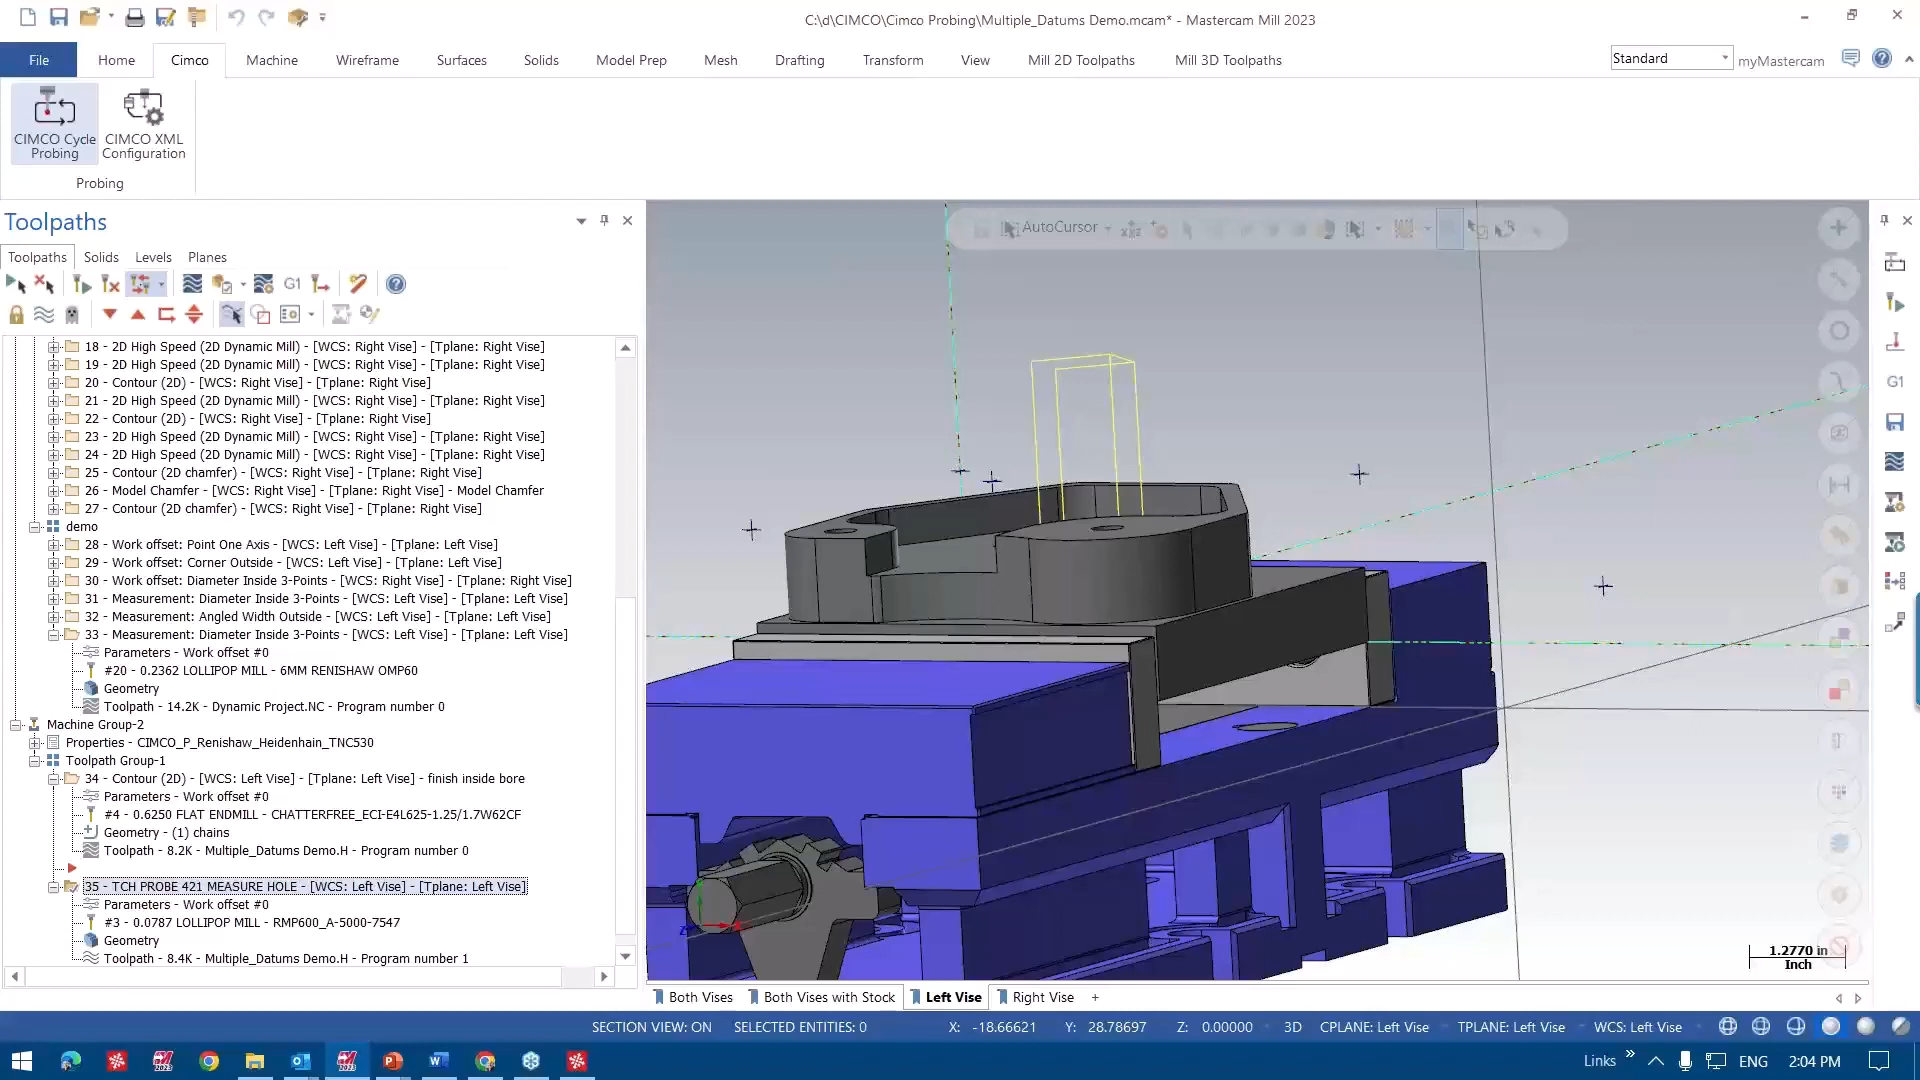 C:\d\CIMCO\Cimco Probing\Multiple_Datums Demo.mcam* - Mastercam Mill 2023
File Home Cimco Machine Wireframe Surfaces Solids Model Prep Mesh Drafting Transform View Mill 2D Toolpaths Mill 3D Toolpaths Standard myMastercam
CIMCO Cycle Probing
CIMCO XML Configuration
Probing
Toolpaths
AutoCursor
Toolpaths Solids Levels Planes
G1
G1
18 - 2D High Speed (2D Dynamic Mill) - [WCS: Right Vise] - [Tplane: Right Vise]
19 - 2D High Speed (2D Dynamic Mill) - [WCS: Right Vise] - [Tplane: Right Vise]
20 - Contour (2D) - [WCS: Right Vise] - [Tplane: Right Vise]
21 - 2D High Speed (2D Dynamic Mill) - [WCS: Right Vise] - [Tplane: Right Vise]
22 - Contour (2D) - [WCS: Right Vise] - [Tplane: Right Vise]
23 - 2D High Speed (2D Dynamic Mill) - [WCS: Right Vise] - [Tplane: Right Vise]
24 - 2D High Speed (2D Dynamic Mill) - [WCS: Right Vise] - [Tplane: Right Vise]
25 - Contour (2D chamfer) - [WCS: Right Vise] - [Tplane: Right Vise]
26 - Model Chamfer - [WCS: Right Vise] - [Tplane: Right Vise] - Model Chamfer
27 - Contour (2D chamfer) - [WCS: Right Vise] - [Tplane: Right Vise]
demo
28 - Work offset: Point One Axis - [WCS: Left Vise] - [Tplane: Left Vise]
29 - Work offset: Corner Outside - [WCS: Left Vise] - [Tplane: Left Vise]
30 - Work offset: Diameter Inside 3-Points - [WCS: Right Vise] - [Tplane: Right Vise]
31 - Measurement: Diameter Inside 3-Points - [WCS: Left Vise] - [Tplane: Left Vise]
32 - Measurement: Angled Width Outside - [WCS: Left Vise] - [Tplane: Left Vise]
33 - Measurement: Diameter Inside 3-Points - [WCS: Left Vise] - [Tplane: Left Vise]
Parameters - Work offset #0
#20 - 0.2362 LOLLIPOP MILL - 6MM RENISHAW OMP60
Geometry
Toolpath - 14.2K - Dynamic Project.NC - Program number 0
Machine Group-2
Properties - CIMCO_P_Renishaw_Heidenhain_TNC530
Toolpath Group-1
34 - Contour (2D) - [WCS: Left Vise] - [Tplane: Left Vise] - finish inside bore
Parameters - Work offset #0
#4 - 0.6250 FLAT ENDMILL - CHATTERFREE_ECI-E4L625-1.25/1.7W62CF
Geometry - (1) chains
Toolpath - 8.2K - Multiple_Datums Demo.H - Program number 0
35 - TCH PROBE 421 MEASURE HOLE - [WCS: Left Vise] - [Tplane: Left Vise]
Parameters - Work offset #0
#3 - 0.0787 LOLLIPOP MILL - RMP600_A-5000-7547
Geometry
Toolpath - 8.4K - Multiple_Datums Demo.H - Program number 1
1.2770 in
Inch
Both Vises Both Vises with Stock Left Vise Right Vise +
SECTION VIEW: ON SELECTED ENTITIES: 0 X: -18.66621 Y: 28.78697 Z: 0.00000 3D CPLANE: Left Vise TPLANE: Left Vise WCS: Left Vise
Links » ENG 2:04 PM